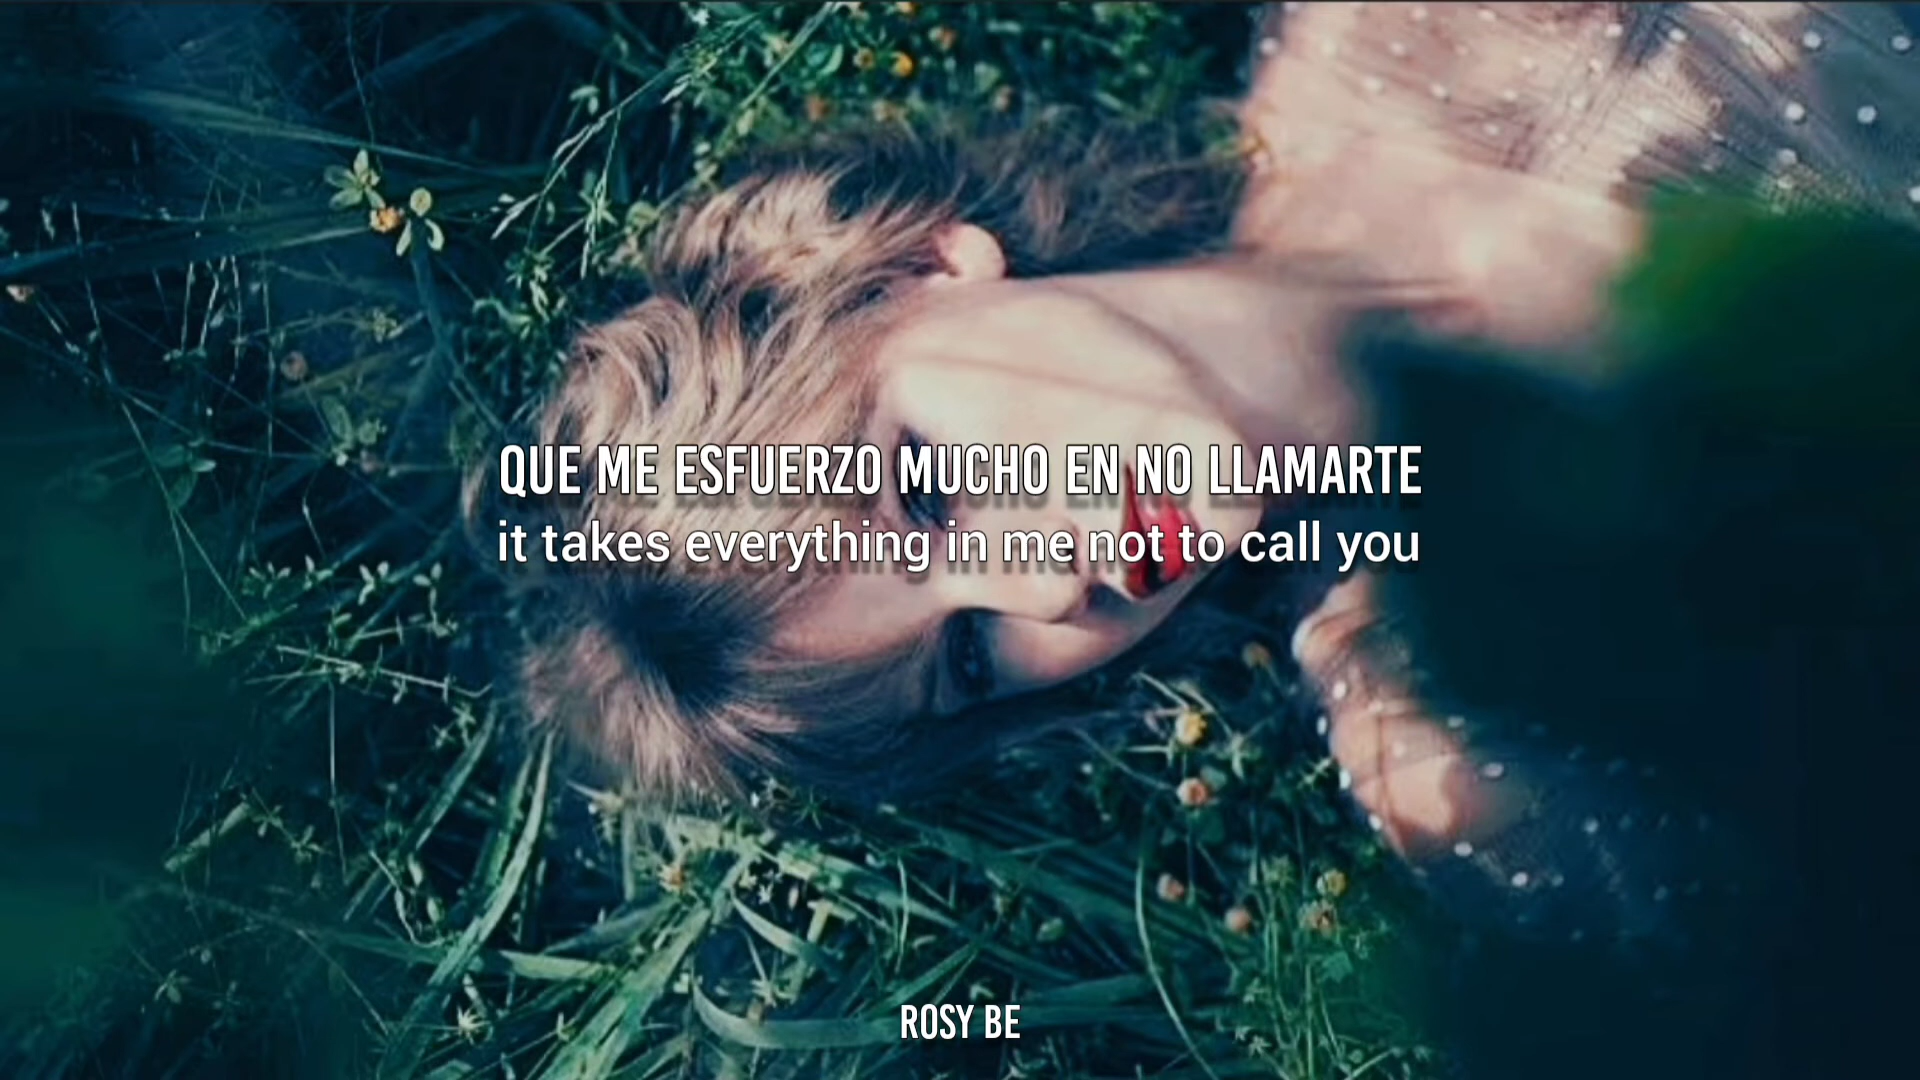 QUE ME ESFUERZO MUCHO EN NO LLAMARTE
it takes everything in me not to call you
ROSY BE